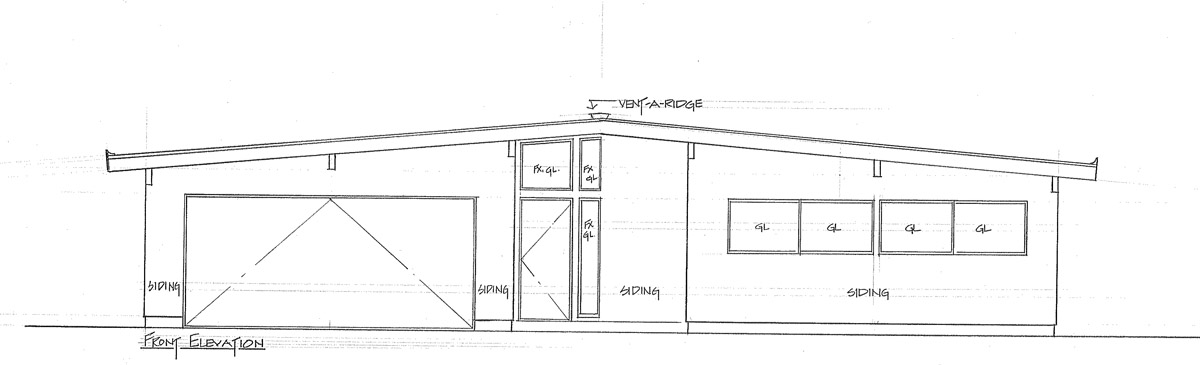 VENT-A-RIDGE
FX. GL.
FX
GL
FX
GL
GL
GL
GL
GL
SIDING
SIDING
SIDING
SIDING
FRONT ELEVATION